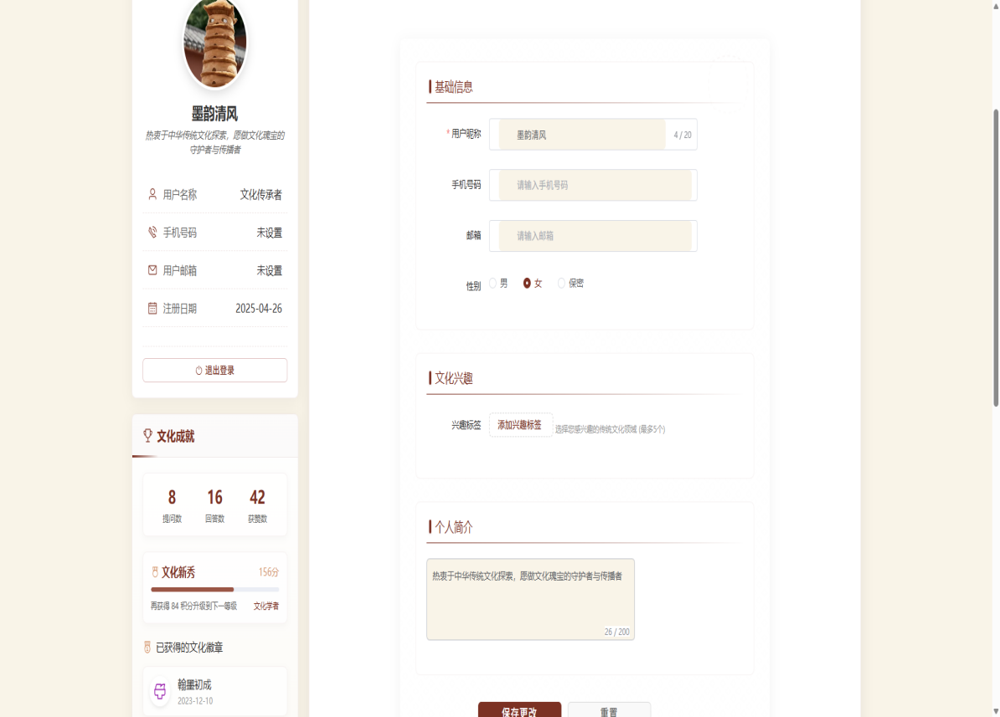 墨韵清风
热衷于中华传统文化探索，愿做文化瑰宝的
守护者与传播者
用户名称 文化传承者
手机号码 未设置
用户邮箱 未设置
注册日期 2025-04-26
退出登录
文化成就
8 16 42
提问数 回答数 获赞数
文化新秀 156分
再获得 84 积分升级到下一等级 文化学者
已获得的文化徽章
翰墨初成
2023-12-10
基础信息
* 用户昵称 墨韵清风 4 / 20
手机号码 请输入手机号码
邮箱 请输入邮箱
性别 男 女 保密
文化兴趣
兴趣标签 添加兴趣标签 选择您感兴趣的传统文化领域 (最多5个)
个人简介
热衷于中华传统文化探索，愿做文化瑰宝的守护者与传播者
26 / 200
保存更改 重置